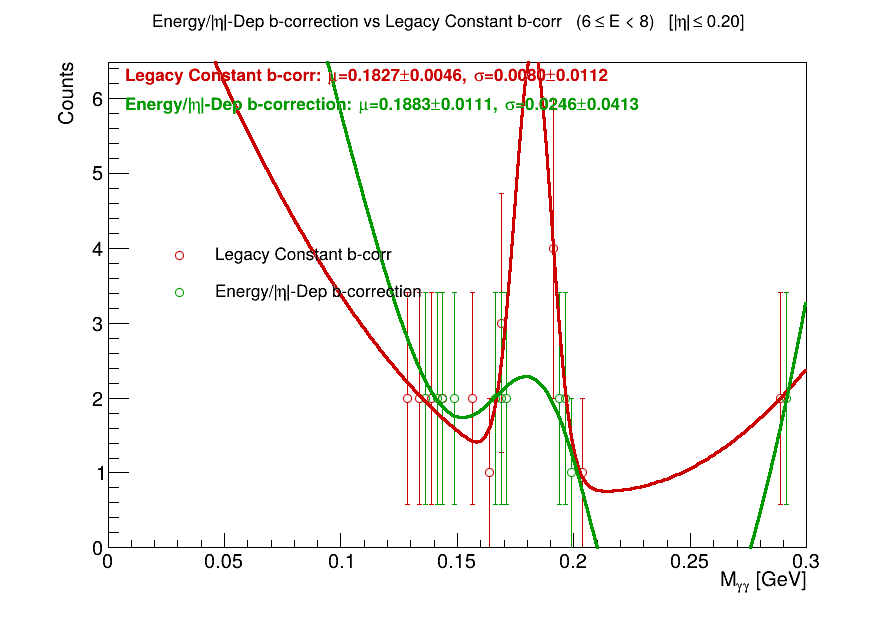 Energy/|η|-Dep b-correction vs Legacy Constant b-corr (6 ≤ E < 8) [|η| ≤ 0.20]
Counts
Legacy Constant b-corr: μ=0.1827±0.0046, σ=0.0080±0.0112
Energy/|η|-Dep b-correction: μ=0.1883±0.0111, σ=0.0246±0.0413
6
5
4
3
2
1
0
Legacy Constant b-corr
Energy/|η|-Dep b-correction
0 0.05 0.1 0.15 0.2 0.25 0.3
M_γγ [GeV]